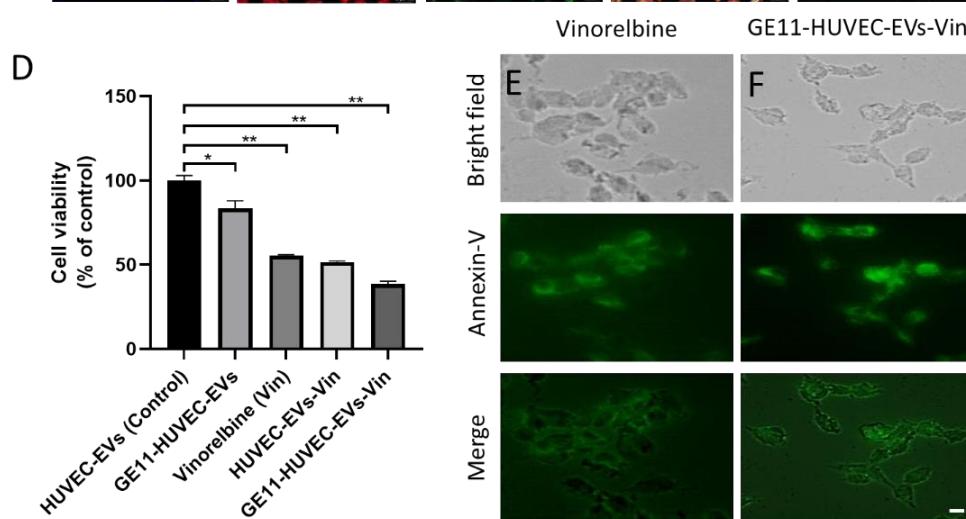 Vinorelbine
GE11-HUVEC-EVs-Vin
D
150
100
50
0
Cell viability
(% of control)
**
**
**
*
HUVEC-EVs (Control)
GE11-HUVEC-EVs
Vinorelbine (Vin)
HUVEC-EVs-Vin
GE11-HUVEC-EVs-Vin
E
F
Bright field
Annexin-V
Merge